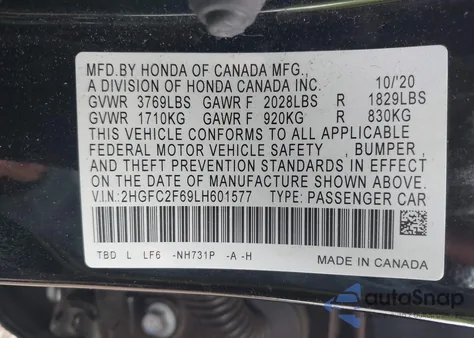 MFD.BY HONDA OF CANADA MFG.,
A DIVISION OF HONDA CANADA INC. 10/'20
GVWR 3769LBS GAWR F 2028LBS R 1829LBS
GVWR 1710KG GAWR F 920KG R 830KG
THIS VEHICLE CONFORMS TO ALL APPLICABLE
FEDERAL MOTOR VEHICLE SAFETY , BUMPER ,
AND THEFT PREVENTION STANDARDS IN EFFECT
ON THE DATE OF MANUFACTURE SHOWN ABOVE.
V.I.N.:2HGFC2F69LH601577 TYPE: PASSENGER CAR
TBD L LF6 -NH731P -A -H
MADE IN CANADA
autoSnap